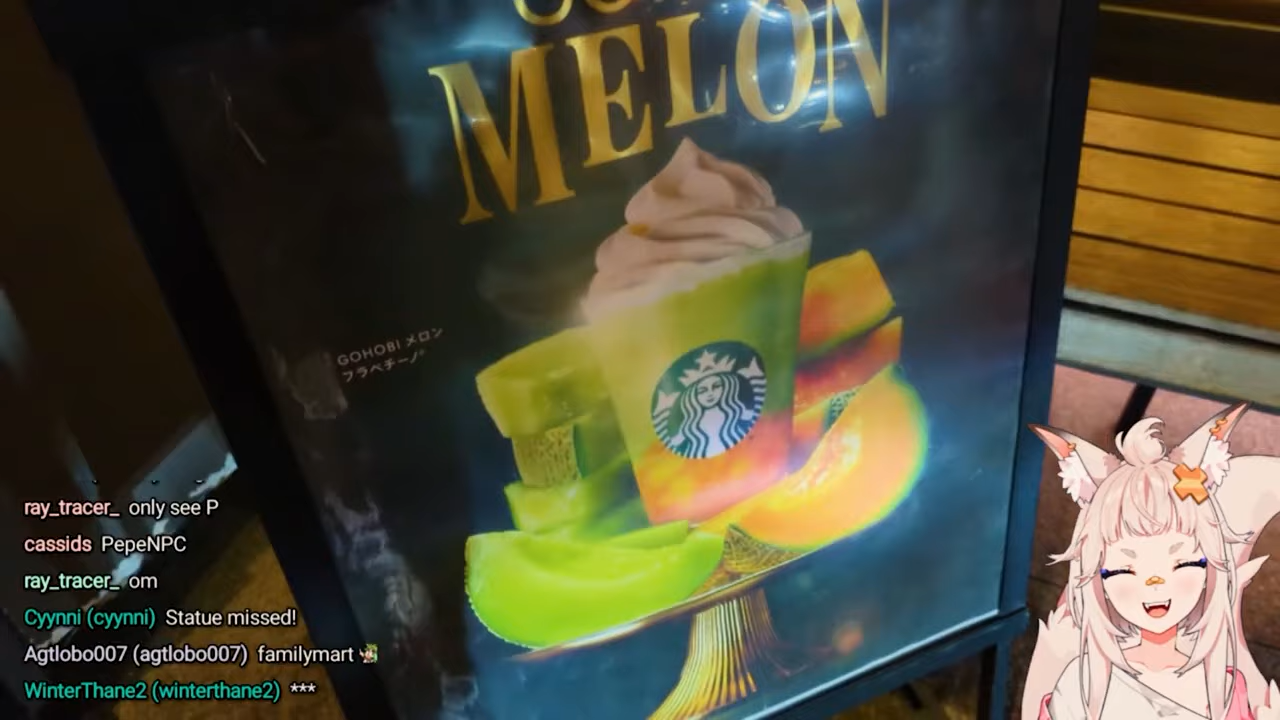 MELON
GOHOBI メロン
フラペチーノ®
ray_tracer_ only see P
cassids PepeNPC
ray_tracer_ om
Cyynni (cyynni) Statue missed!
Agtlobo007 (agtlobo007) familymart
WinterThane2 (winterthane2) ***